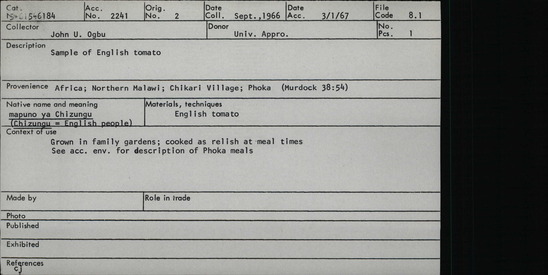 Cat. No. 5-6184 Acc. No. 2241 Orig. No. 2 Date Coll. Sept.,1966 Date Acc. 3/1/67 File Code 8.1
Collector John U. Ogbu Donor Univ. Appro. No. Pcs. 1
Description
Sample of English tomato
Provenience Africa; Northern Malawi; Chikari Village; Phoka (Murdock 38:54)
Native name and meaning Materials, techniques
mapuno ya Chizungu English tomato
(Chizungu = English people)
Context of use
Grown in family gardens; cooked as relish at meal times
See acc. env. for description of Phoka meals
Made by Role in trade
Photo
Published
Exhibited
References